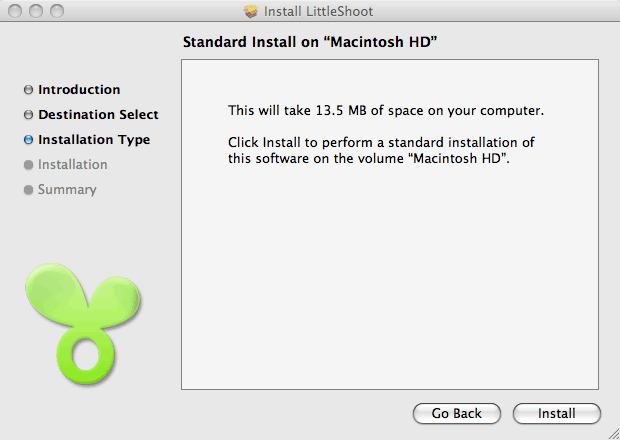 Install LittleShoot
Standard Install on “Macintosh HD”
Introduction
Destination Select
Installation Type
Installation
Summary
This will take 13.5 MB of space on your computer.
Click Install to perform a standard installation of
this software on the volume “Macintosh HD”.
Go Back
Install